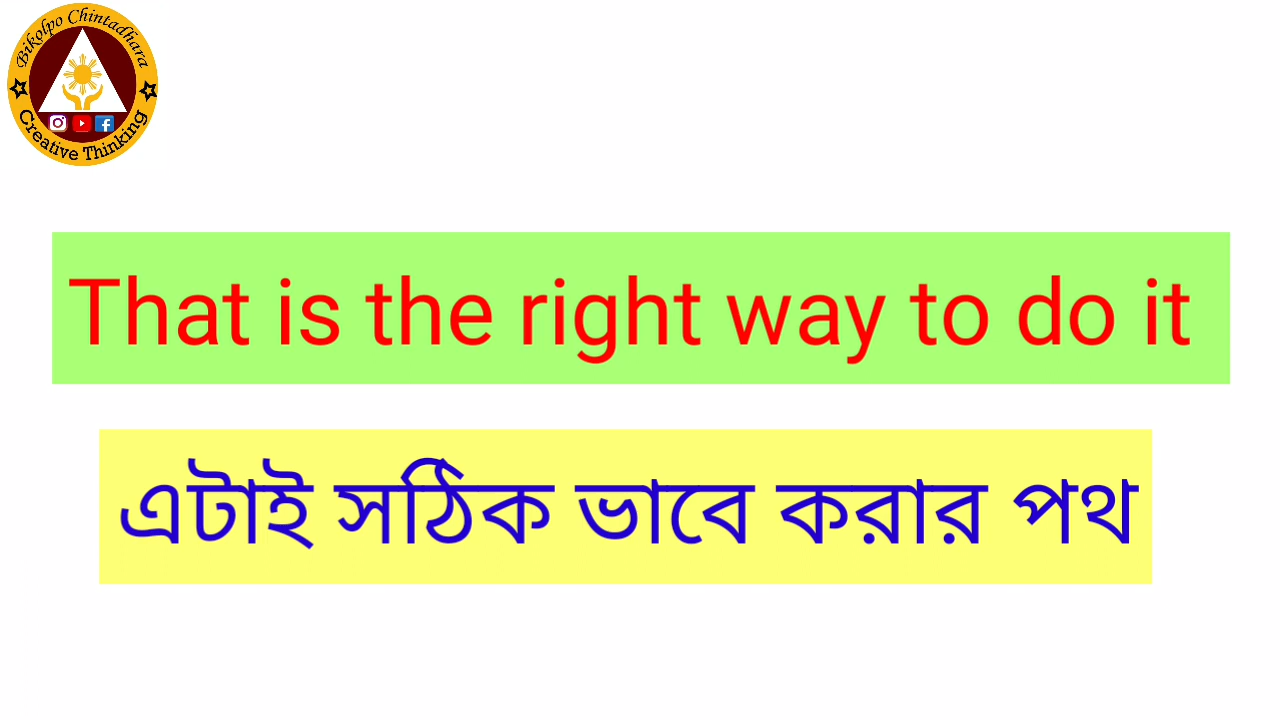 Bikolpo Chintadhara
Creative Thinking
That is the right way to do it
এটাই সঠিক ভাবে করার পথ